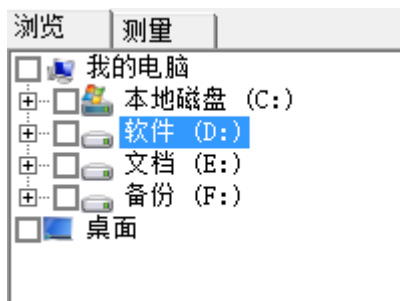 浏览 测量
我的电脑
本地磁盘 (C:)
软件 (D:)
文档 (E:)
备份 (F:)
桌面